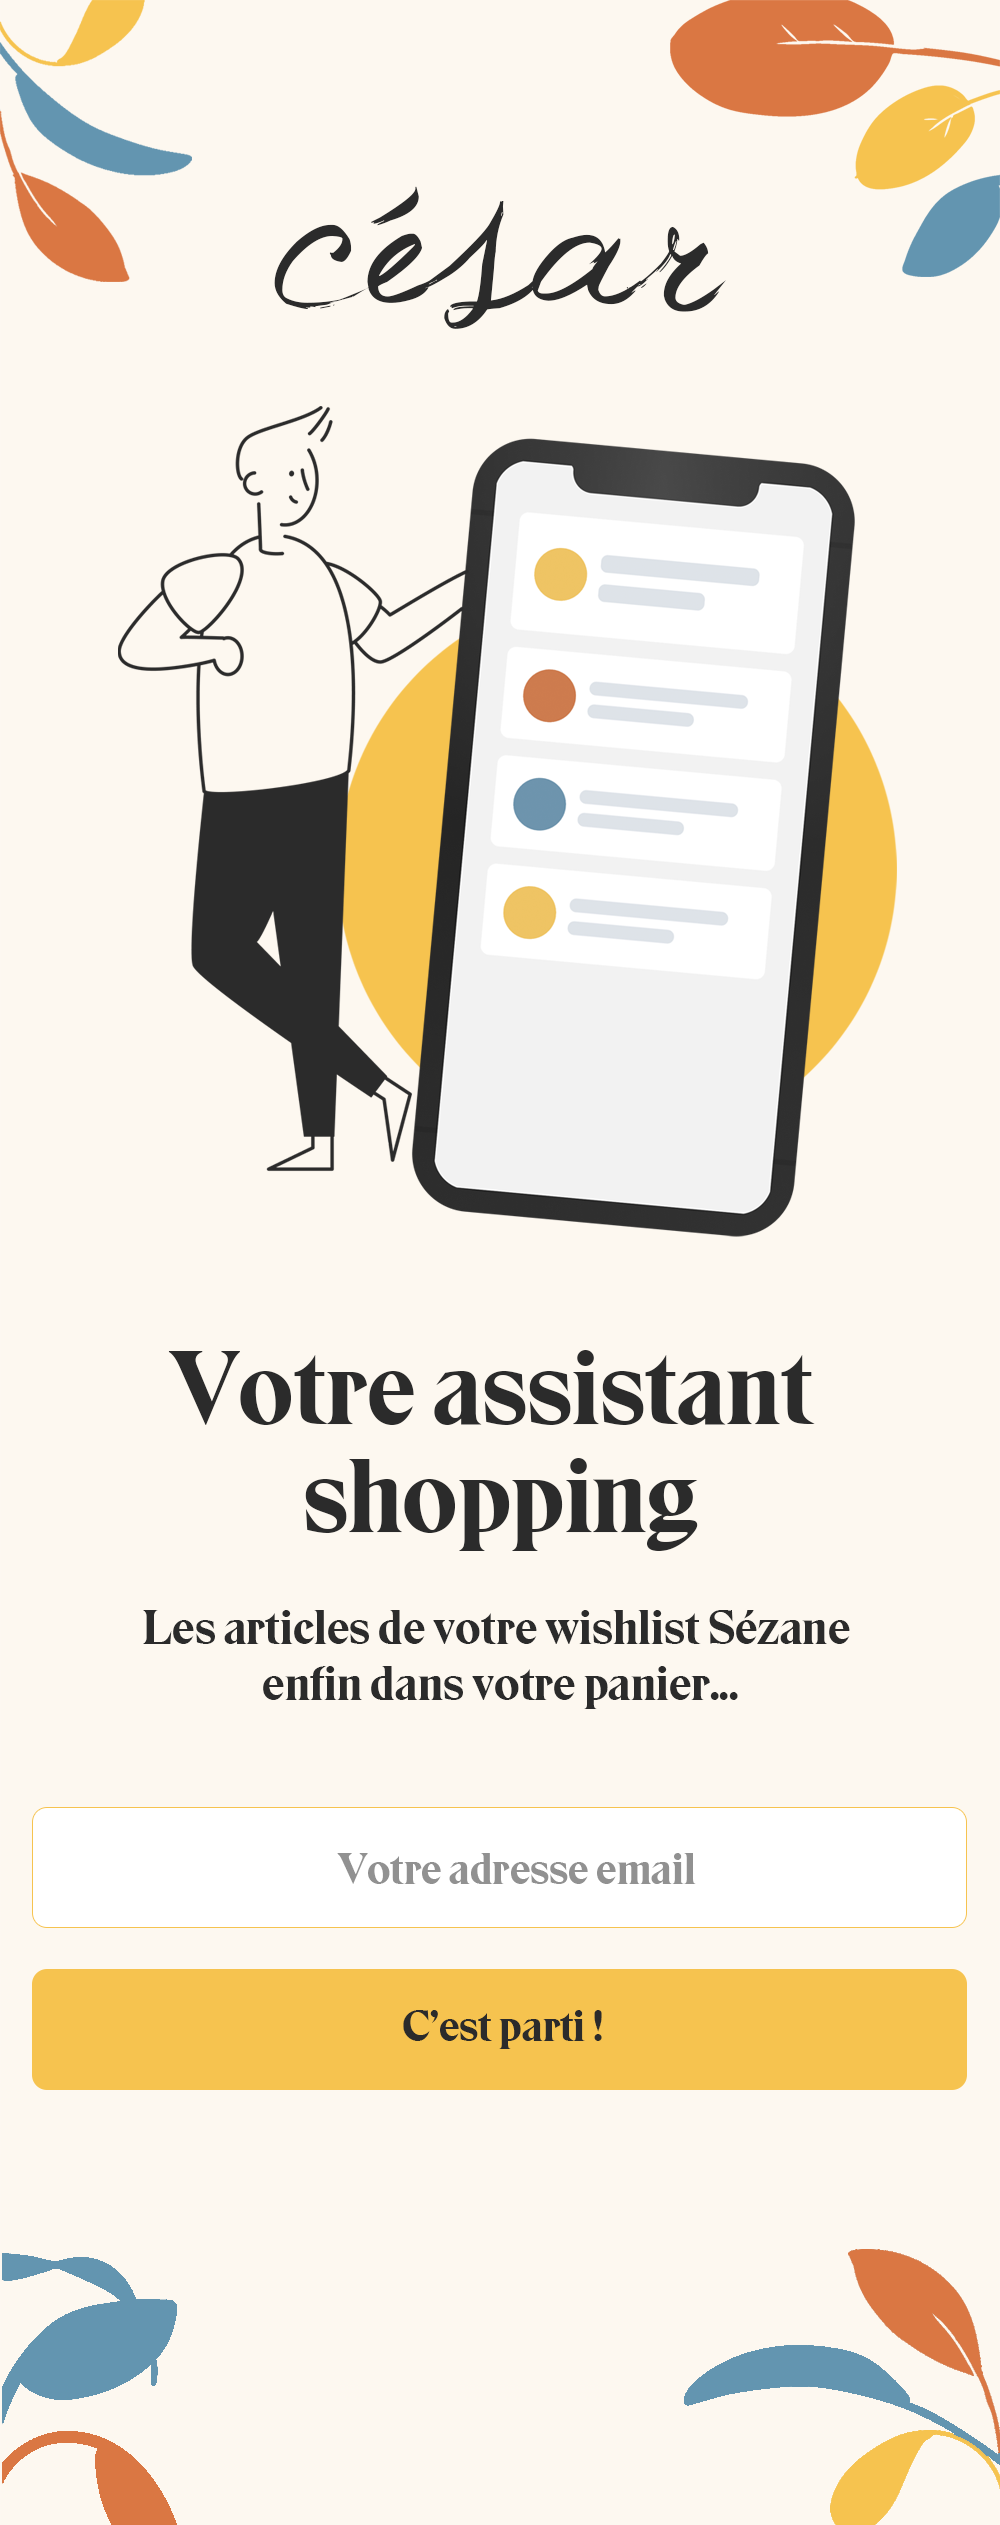 césar
Votre assistant
shopping
Les articles de votre wishlist Sézane
enfin dans votre panier...
Votre adresse email
C’est parti !